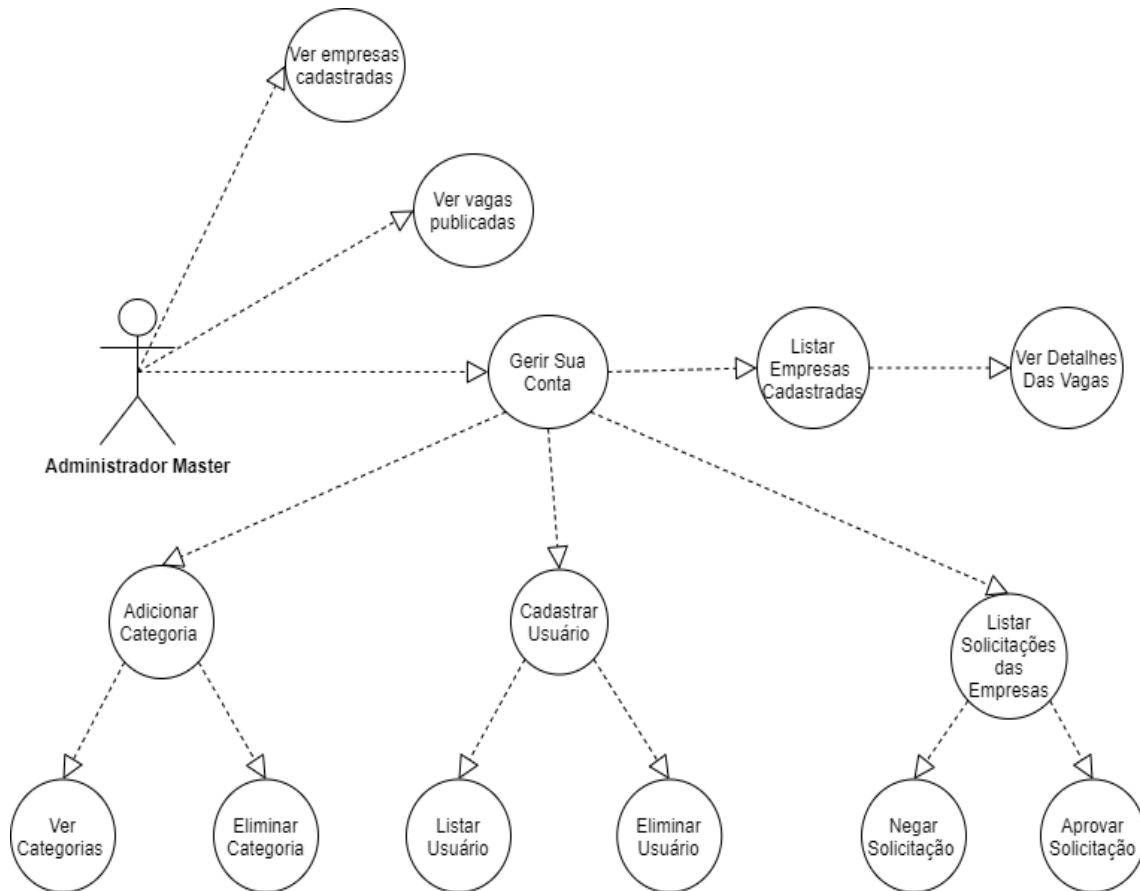 Ver empresas
cadastradas
Ver vagas
publicadas
Administrador Master
Gerir Sua
Conta
Listar
Empresas
Cadastradas
Ver Detalhes
Das Vagas
Adicionar
Categoria
Cadastrar
Usuário
Listar
Solicitações
das
Empresas
Ver
Categorias
Eliminar
Categoria
Listar
Usuário
Eliminar
Usuário
Negar
Solicitação
Aprovar
Solicitação